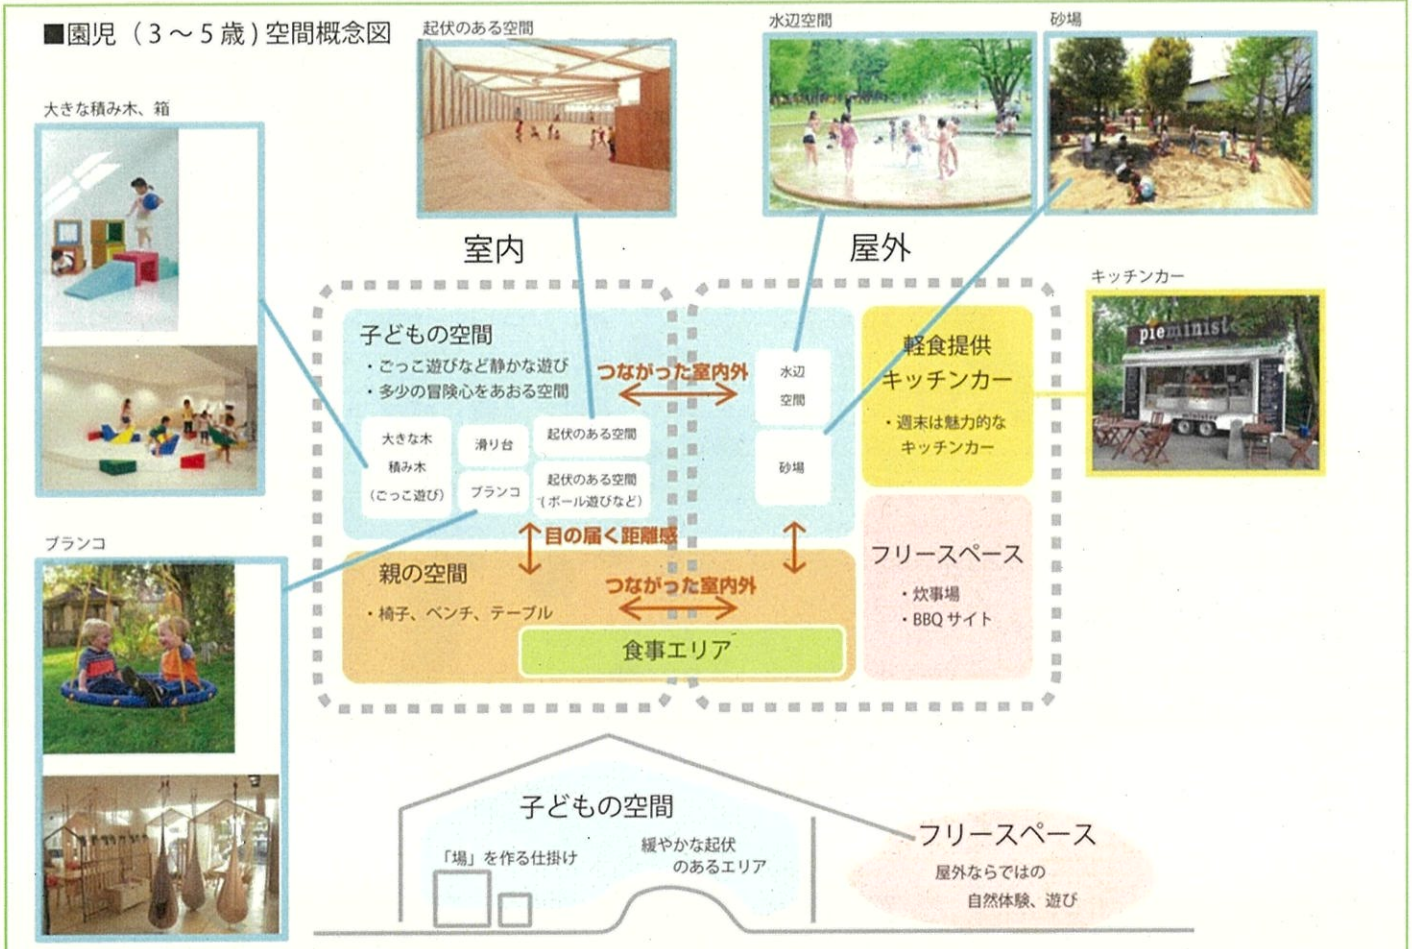 ■園児（3～5歳)空間概念図
起伏のある空間
水辺空間
砂場
大きな積み木、箱
室内
屋外
キッチンカー
pieminist
minister
子どもの空間
・ごっこ遊びなど静かな遊び
・多少の冒険心をあおる空間
つながった室内外
水辺
空間
軽食提供
キッチンカー
・週末は魅力的な
キッチンカー
大きな木
積み木
(ごっこ遊び)
滑り台
ブランコ
起伏のある空間
起伏のある空間
(ボール遊びなど)
砂場
目の届く距離感
ブランコ
親の空間
・椅子、ベンチ、テーブル
つながった室内外
食事エリア
フリースペース
・炊事場
・BBQサイト
子どもの空間
「場」を作る仕掛け
緩やかな起伏
のあるエリア
フリースペース
屋外ならではの
自然体験、遊び